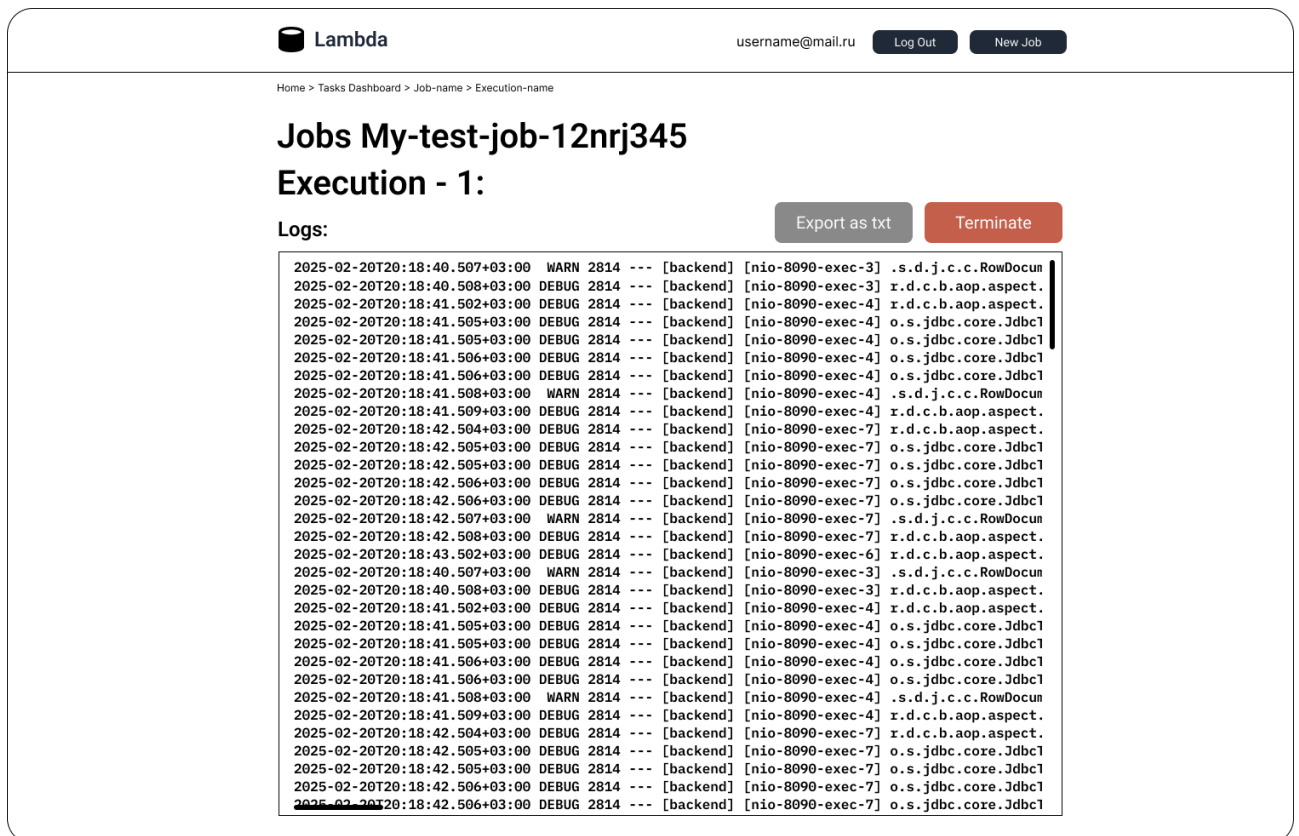 Lambda
username@mail.ru
Log Out
New Job
Home > Tasks Dashboard > Job-name > Execution-name
Jobs My-test-job-12nrj345
Execution - 1:
Logs:
Export as txt
Terminate
2025-02-20T20:18:40.507+03:00  WARN 2814 --- [backend] [nio-8090-exec-3] .s.d.j.c.c.RowDocum
2025-02-20T20:18:40.508+03:00 DEBUG 2814 --- [backend] [nio-8090-exec-3] r.d.c.b.aop.aspect.
2025-02-20T20:18:41.502+03:00 DEBUG 2814 --- [backend] [nio-8090-exec-4] r.d.c.b.aop.aspect.
2025-02-20T20:18:41.505+03:00 DEBUG 2814 --- [backend] [nio-8090-exec-4] o.s.jdbc.core.JdbcT
2025-02-20T20:18:41.505+03:00 DEBUG 2814 --- [backend] [nio-8090-exec-4] o.s.jdbc.core.JdbcT
2025-02-20T20:18:41.506+03:00 DEBUG 2814 --- [backend] [nio-8090-exec-4] o.s.jdbc.core.JdbcT
2025-02-20T20:18:41.506+03:00 DEBUG 2814 --- [backend] [nio-8090-exec-4] o.s.jdbc.core.JdbcT
2025-02-20T20:18:41.508+03:00  WARN 2814 --- [backend] [nio-8090-exec-4] .s.d.j.c.c.RowDocum
2025-02-20T20:18:41.509+03:00 DEBUG 2814 --- [backend] [nio-8090-exec-4] r.d.c.b.aop.aspect.
2025-02-20T20:18:42.504+03:00 DEBUG 2814 --- [backend] [nio-8090-exec-7] r.d.c.b.aop.aspect.
2025-02-20T20:18:42.505+03:00 DEBUG 2814 --- [backend] [nio-8090-exec-7] o.s.jdbc.core.JdbcT
2025-02-20T20:18:42.505+03:00 DEBUG 2814 --- [backend] [nio-8090-exec-7] o.s.jdbc.core.JdbcT
2025-02-20T20:18:42.506+03:00 DEBUG 2814 --- [backend] [nio-8090-exec-7] o.s.jdbc.core.JdbcT
2025-02-20T20:18:42.506+03:00 DEBUG 2814 --- [backend] [nio-8090-exec-7] o.s.jdbc.core.JdbcT
2025-02-20T20:18:42.507+03:00  WARN 2814 --- [backend] [nio-8090-exec-7] .s.d.j.c.c.RowDocum
2025-02-20T20:18:42.508+03:00 DEBUG 2814 --- [backend] [nio-8090-exec-7] r.d.c.b.aop.aspect.
2025-02-20T20:18:43.502+03:00 DEBUG 2814 --- [backend] [nio-8090-exec-6] r.d.c.b.aop.aspect.
2025-02-20T20:18:40.507+03:00  WARN 2814 --- [backend] [nio-8090-exec-3] .s.d.j.c.c.RowDocum
2025-02-20T20:18:40.508+03:00 DEBUG 2814 --- [backend] [nio-8090-exec-3] r.d.c.b.aop.aspect.
2025-02-20T20:18:41.502+03:00 DEBUG 2814 --- [backend] [nio-8090-exec-4] r.d.c.b.aop.aspect.
2025-02-20T20:18:41.505+03:00 DEBUG 2814 --- [backend] [nio-8090-exec-4] o.s.jdbc.core.JdbcT
2025-02-20T20:18:41.505+03:00 DEBUG 2814 --- [backend] [nio-8090-exec-4] o.s.jdbc.core.JdbcT
2025-02-20T20:18:41.506+03:00 DEBUG 2814 --- [backend] [nio-8090-exec-4] o.s.jdbc.core.JdbcT
2025-02-20T20:18:41.506+03:00 DEBUG 2814 --- [backend] [nio-8090-exec-4] o.s.jdbc.core.JdbcT
2025-02-20T20:18:41.508+03:00  WARN 2814 --- [backend] [nio-8090-exec-4] .s.d.j.c.c.RowDocum
2025-02-20T20:18:41.509+03:00 DEBUG 2814 --- [backend] [nio-8090-exec-4] r.d.c.b.aop.aspect.
2025-02-20T20:18:42.504+03:00 DEBUG 2814 --- [backend] [nio-8090-exec-7] r.d.c.b.aop.aspect.
2025-02-20T20:18:42.505+03:00 DEBUG 2814 --- [backend] [nio-8090-exec-7] o.s.jdbc.core.JdbcT
2025-02-20T20:18:42.505+03:00 DEBUG 2814 --- [backend] [nio-8090-exec-7] o.s.jdbc.core.JdbcT
2025-02-20T20:18:42.506+03:00 DEBUG 2814 --- [backend] [nio-8090-exec-7] o.s.jdbc.core.JdbcT
2025-02-20T20:18:42.506+03:00 DEBUG 2814 --- [backend] [nio-8090-exec-7] o.s.jdbc.core.JdbcT